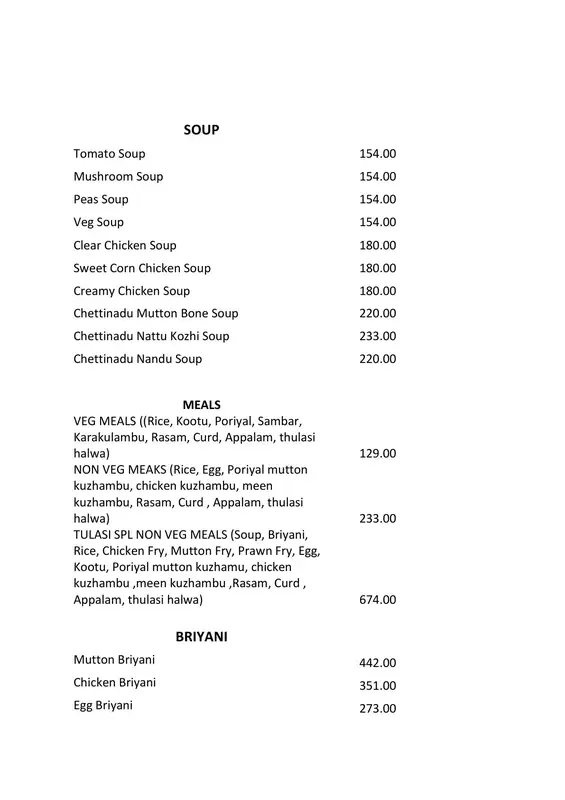 SOUP
Tomato Soup 154.00
Mushroom Soup 154.00
Peas Soup 154.00
Veg Soup 154.00
Clear Chicken Soup 180.00
Sweet Corn Chicken Soup 180.00
Creamy Chicken Soup 180.00
Chettinadu Mutton Bone Soup 220.00
Chettinadu Nattu Kozhi Soup 233.00
Chettinadu Nandu Soup 220.00
MEALS
VEG MEALS ((Rice, Kootu, Poriyal, Sambar,
Karakulambu, Rasam, Curd, Appalam, thulasi
halwa) 129.00
NON VEG MEAKS (Rice, Egg, Poriyal mutton
kuzhambu, chicken kuzhambu, meen
kuzhambu, Rasam, Curd , Appalam, thulasi
halwa) 233.00
TULASI SPL NON VEG MEALS (Soup, Briyani,
Rice, Chicken Fry, Mutton Fry, Prawn Fry, Egg,
Kootu, Poriyal mutton kuzhamu, chicken
kuzhambu ,meen kuzhambu ,Rasam, Curd ,
Appalam, thulasi halwa) 674.00
BRIYANI
Mutton Briyani 442.00
Chicken Briyani 351.00
Egg Briyani 273.00